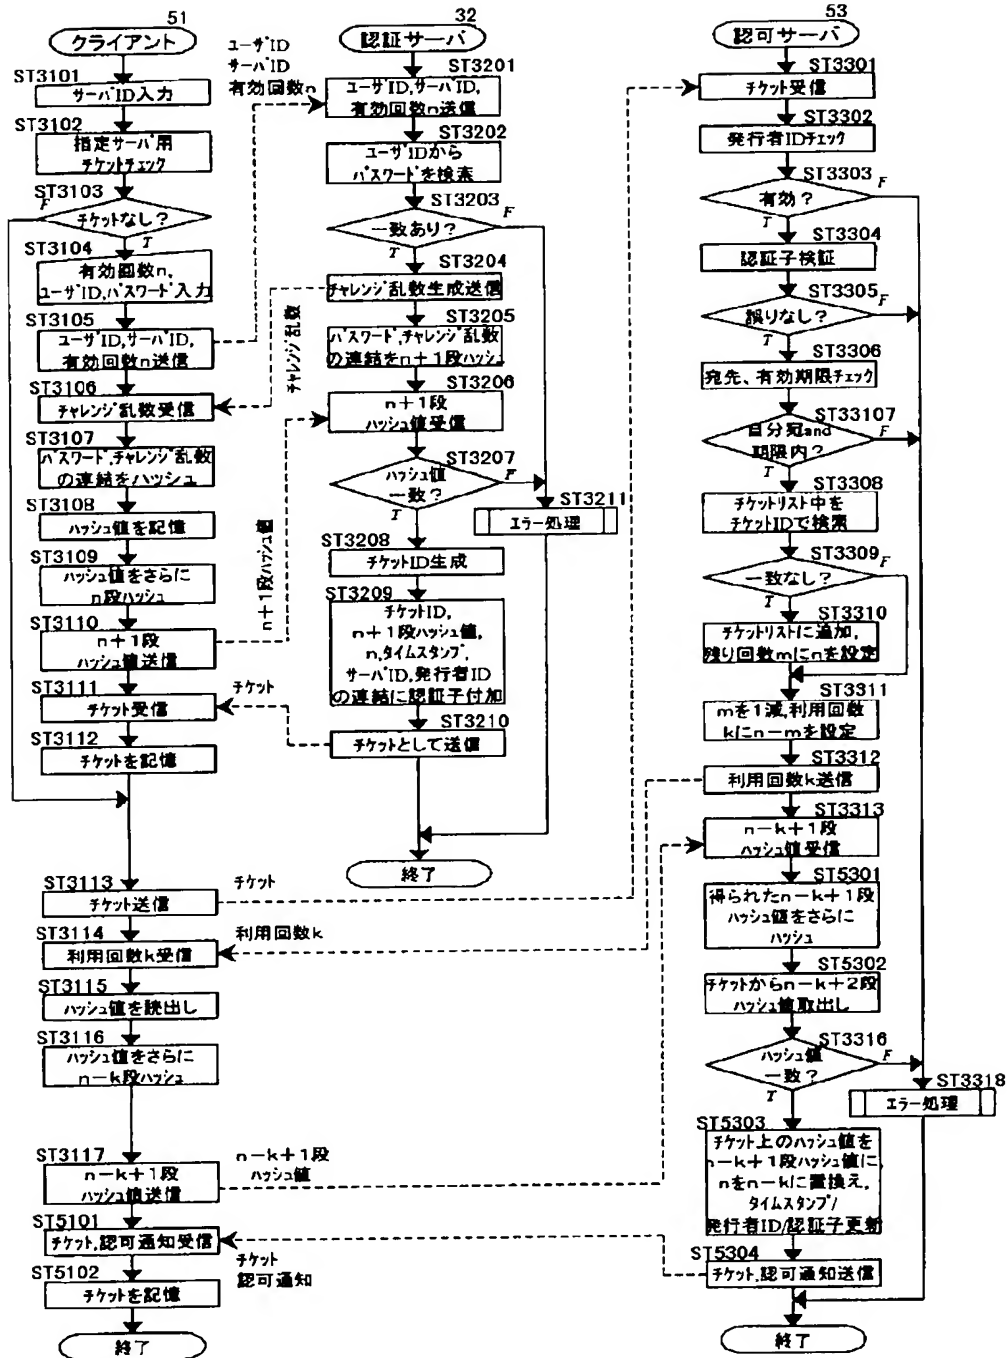 51
クライアント
ST3101
サーバID入力
ST3102
指定サーバ用
チケットチェック
ST3103
F
チケットなし?
T
ST3104
有効回数n,
ユーザID,パスワード入力
ST3105
ユーザID,サーバID,
有効回数n送信
ST3106
チャレンジ乱数受信
ST3107
パスワード,チャレンジ乱数
の連結をハッシュ
ST3108
ハッシュ値を記憶
ST3109
ハッシュ値をさらに
n段ハッシュ
ST3110
n+1段
ハッシュ値送信
ST3111
チケット受信
ST3112
チケットを記憶
ST3113
チケット送信
ST3114
利用回数k受信
ST3115
ハッシュ値を読出し
ST3116
ハッシュ値をさらに
n-k段ハッシュ
ST3117
n-k+1段
ハッシュ値送信
ST5101
チケット,認可通知受信
ST5102
チケットを記憶
終了
ユーザID
サーバID
有効回数n
チャレンジ乱数
n+1段ハッシュ値
チケット
チケット
利用回数k
n-k+1段
ハッシュ値
チケット
認可通知
32
認証サーバ
ST3201
ユーザID,サーバID,
有効回数n送信
ST3202
ユーザIDから
パスワードを検索
ST3203
F
一致あり?
T
ST3204
チャレンジ乱数生成送信
ST3205
パスワード,チャレンジ乱数
の連結をn+1段ハッシュ
ST3206
n+1段
ハッシュ値受信
ST3207
ハッシュ値
一致?
F
T
ST3211
エラー処理
ST3208
チケットID生成
ST3209
チケットID,
n+1段ハッシュ値,
n,タイムスタンプ,
サーバID,発行者ID
の連結に認証子付加
ST3210
チケットとして送信
終了
53
認可サーバ
ST3301
チケット受信
ST3302
発行者IDチェック
ST3303
F
有効?
T
ST3304
認証子検証
ST3305
誤りなし?
F
T
ST3306
宛先、有効期限チェック
ST33107
自分宛and
期限内?
F
T
ST3308
チケットリスト中を
チケットIDで検索
ST3309
一致なし?
F
T
ST3310
チケットリストに追加,
残り回数mにnを設定
ST3311
mを1減,利用回数
kにn-mを設定
ST3312
利用回数k送信
ST3313
n-k+1段
ハッシュ値受信
ST5301
得られたn-k+1段
ハッシュ値をさらに
ハッシュ
ST5302
チケットからn-k+2段
ハッシュ値取出し
ST3316
ハッシュ値
一致?
F
T
ST3318
エラー処理
ST5303
チケット上のハッシュ値を
n-k+1段ハッシュ値に,
nをn-kに置換え,
タイムスタンプ/
発行者ID/認証子更新
ST5304
チケット,認可通知送信
終了